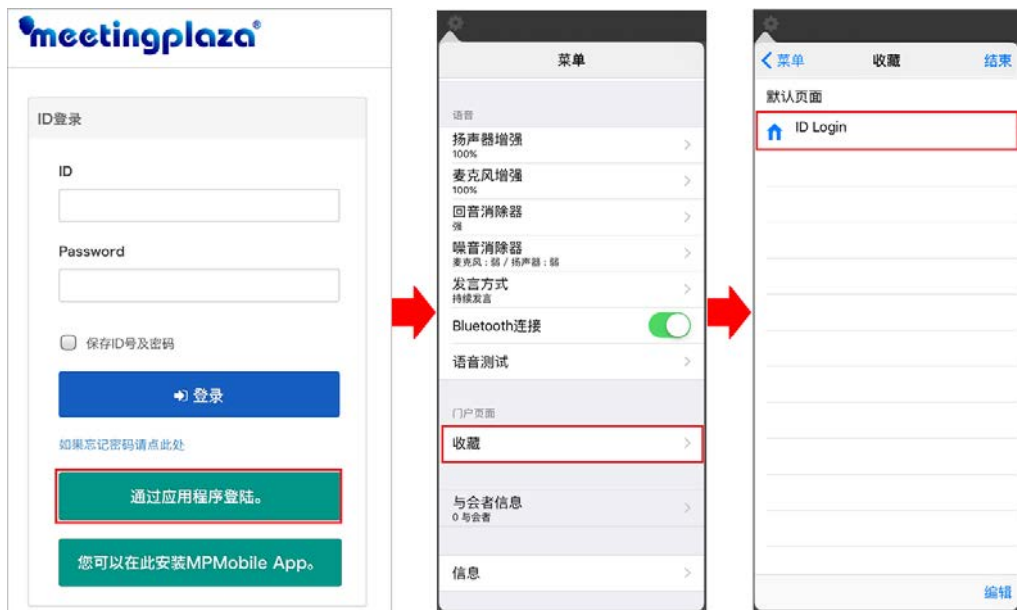 meetingplaza®
ID登录
ID
Password
保存ID号及密码
登录
如果忘记密码请点此处
通过应用程序登陆。
您可以在此安装MPMobile App。
菜单
语音
扬声器增强
100%
麦克风增强
100%
回音消除器
强
噪音消除器
麦克风：弱 / 扬声器：弱
发言方式
持续发言
Bluetooth连接
语音测试
门户页面
收藏
与会者信息
0 与会者
信息
菜单 收藏 结束
默认页面
ID Login
编辑